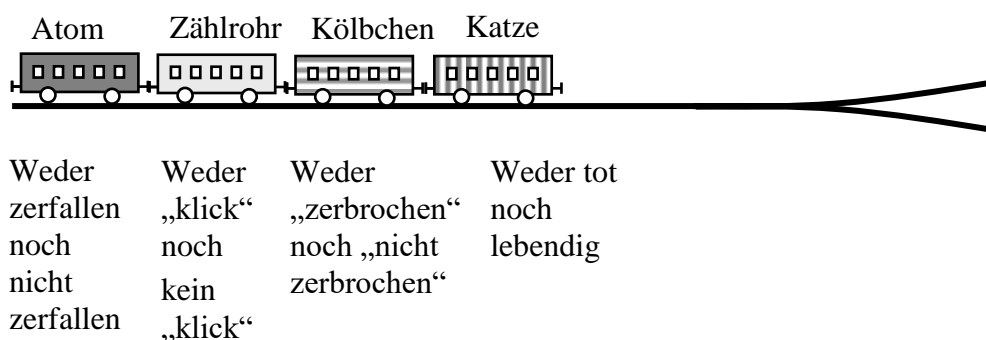 Atom Zählrohr Kölbchen Katze
Weder
zerfallen
noch
nicht
zerfallen
Weder
„klick“
noch
kein
„klick“
Weder
„zerbrochen“
noch „nicht
zerbrochen“
Weder tot
noch
lebendig